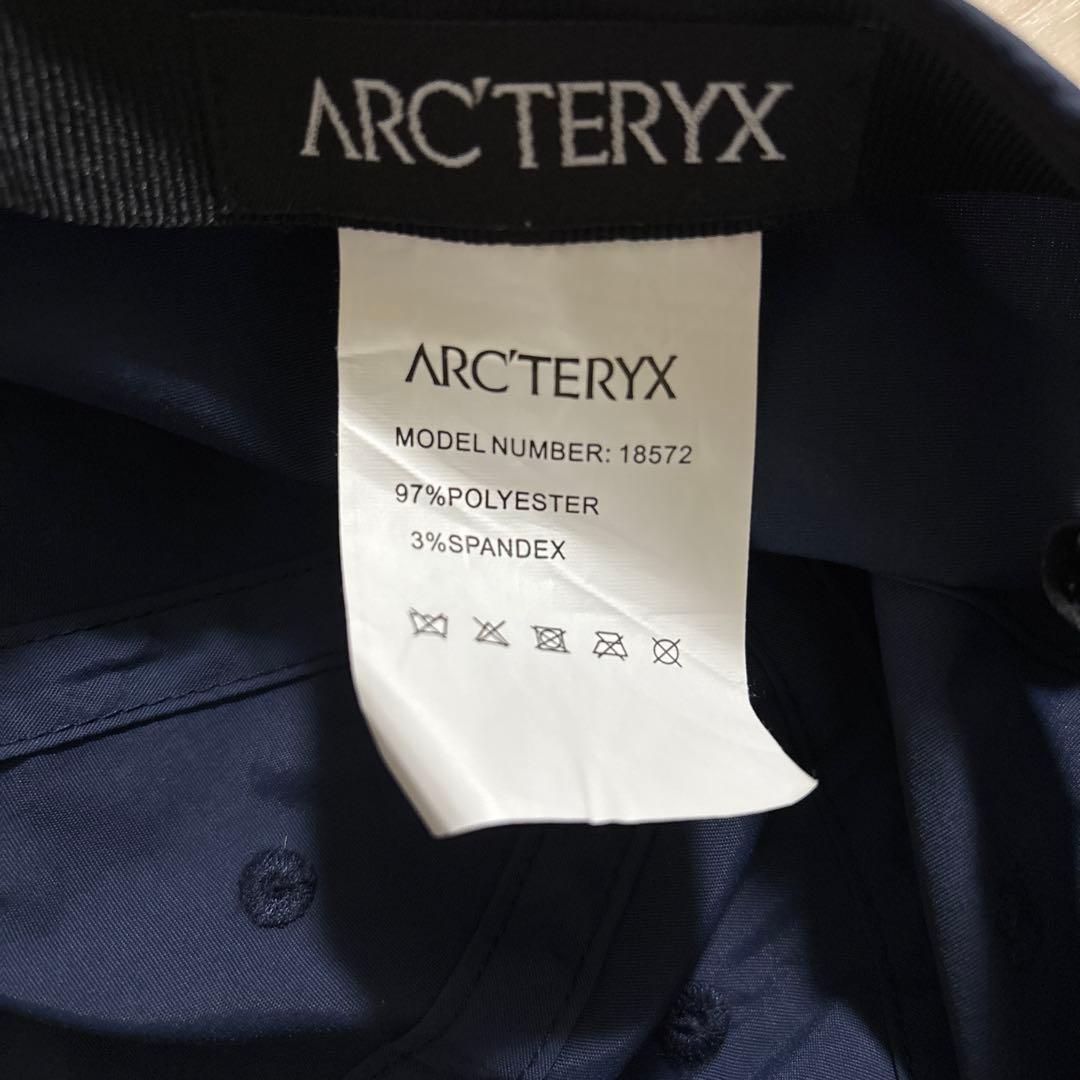 ARC'TERYX
ARC'TERYX
MODEL NUMBER: 18572
97%POLYESTER
3%SPANDEX